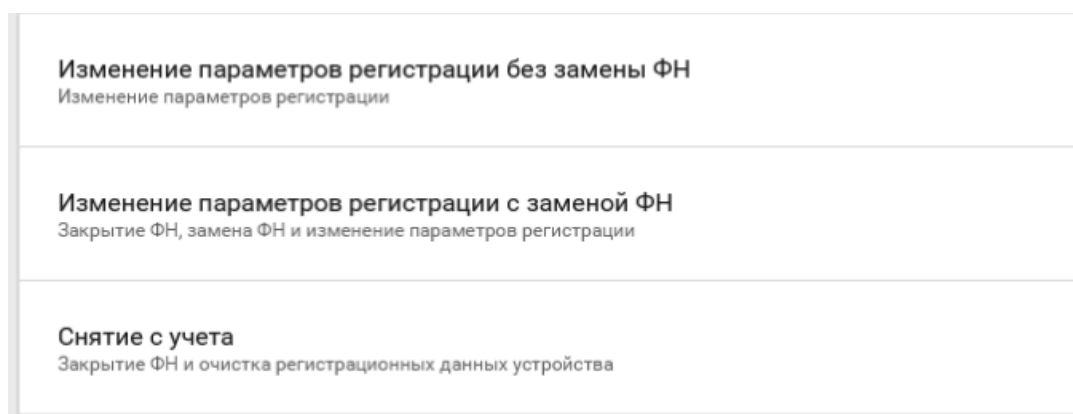 Изменение параметров регистрации без замены ФН
Изменение параметров регистрации
Изменение параметров регистрации с заменой ФН
Закрытие ФН, замена ФН и изменение параметров регистрации
Снятие с учета
Закрытие ФН и очистка регистрационных данных устройства